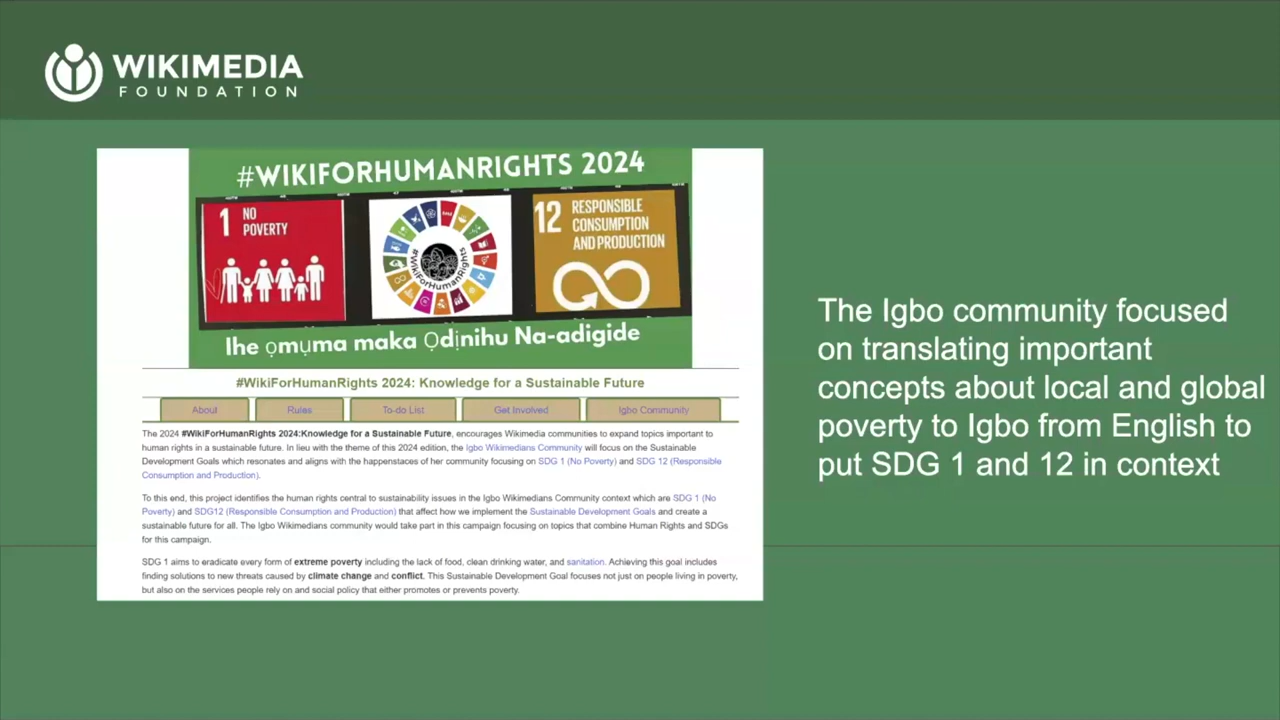 WIKIMEDIA
FOUNDATION
#WIKIFORHUMANRIGHTS 2024
1 NO
POVERTY
#WikiForHumanRights
12 RESPONSIBLE
CONSUMPTION
AND PRODUCTION
Ihe ọmụma maka Ọdịnihu Na-adigide
#WikiForHumanRights 2024: Knowledge for a Sustainable Future
About
Rules
To-do List
Get Involved
Igbo Community
The 2024 #WikiForHumanRights 2024:Knowledge for a Sustainable Future, encourages Wikimedia communities to expand topics important to
human rights in a sustainable future. In lieu with the theme of this 2024 edition, the Igbo Wikimedians Community will focus on the Sustainable
Development Goals which resonates and aligns with the happenstances of her community focusing on SDG 1 (No Poverty) and SDG 12 (Responsible
Consumption and Production).
To this end, this project identifies the human rights central to sustainability issues in the Igbo Wikimedians Community context which are SDG 1 (No
Poverty) and SDG12 (Responsible Consumption and Production) that affect how we implement the Sustainable Development Goals and create a
sustainable future for all. The Igbo Wikimedians community would take part in this campaign focusing on topics that combine Human Rights and SDGs
for this campaign.
SDG 1 aims to eradicate every form of extreme poverty including the lack of food, clean drinking water, and sanitation. Achieving this goal includes
finding solutions to new threats caused by climate change and conflict. This Sustainable Development Goal focuses not just on people living in poverty,
but also on the services people rely on and social policy that either promotes or prevents poverty.
The Igbo community focused
on translating important
concepts about local and global
poverty to Igbo from English to
put SDG 1 and 12 in context